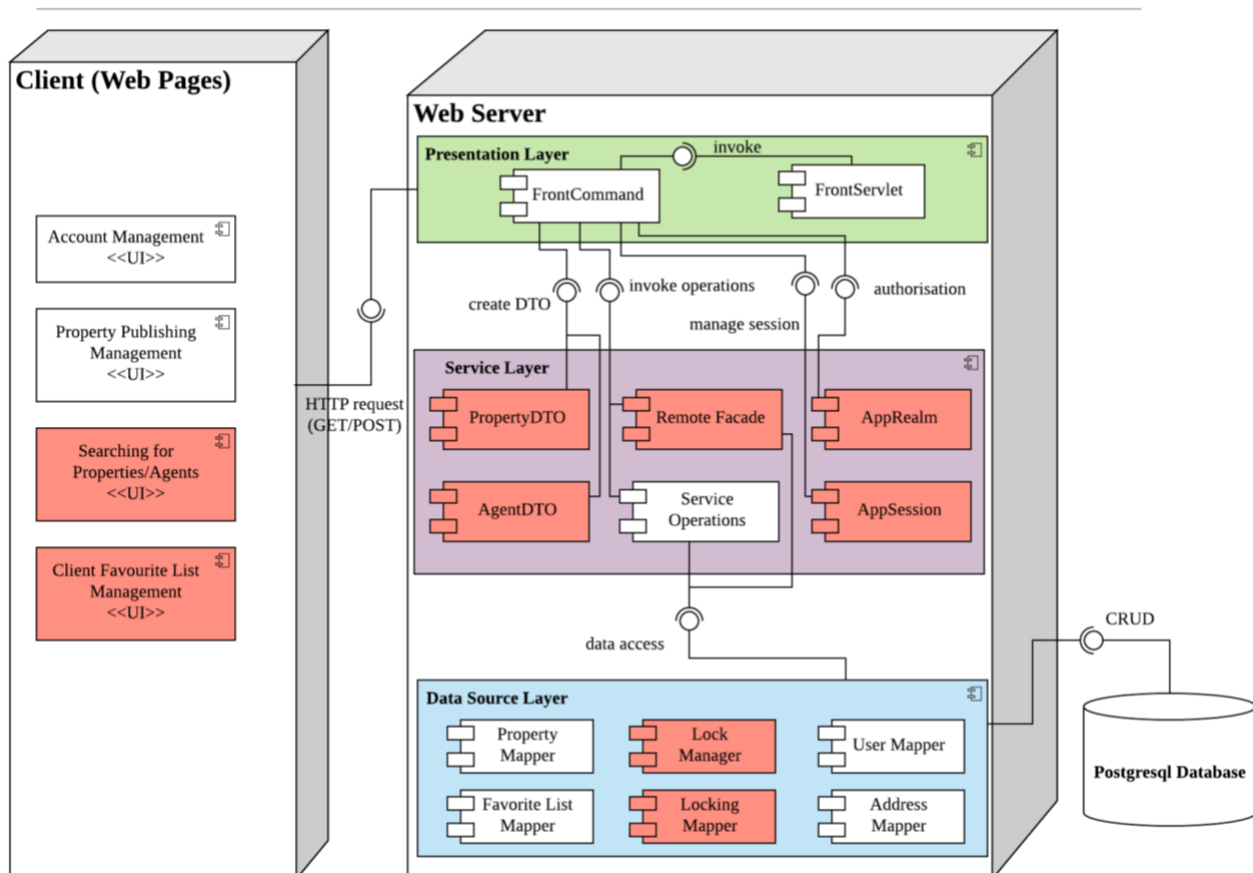 Client (Web Pages)
Account Management
<<UI>>
Property Publishing
Management
<<UI>>
Searching for
Properties/Agents
<<UI>>
Client Favourite List
Management
<<UI>>
HTTP request
(GET/POST)
Web Server
Presentation Layer
invoke
FrontCommand
FrontServlet
create DTO
invoke operations
manage session
authorisation
Service Layer
PropertyDTO
Remote Facade
AppRealm
AgentDTO
Service
Operations
AppSession
data access
CRUD
Data Source Layer
Property
Mapper
Lock
Manager
User Mapper
Favorite List
Mapper
Locking
Mapper
Address
Mapper
Postgresql Database